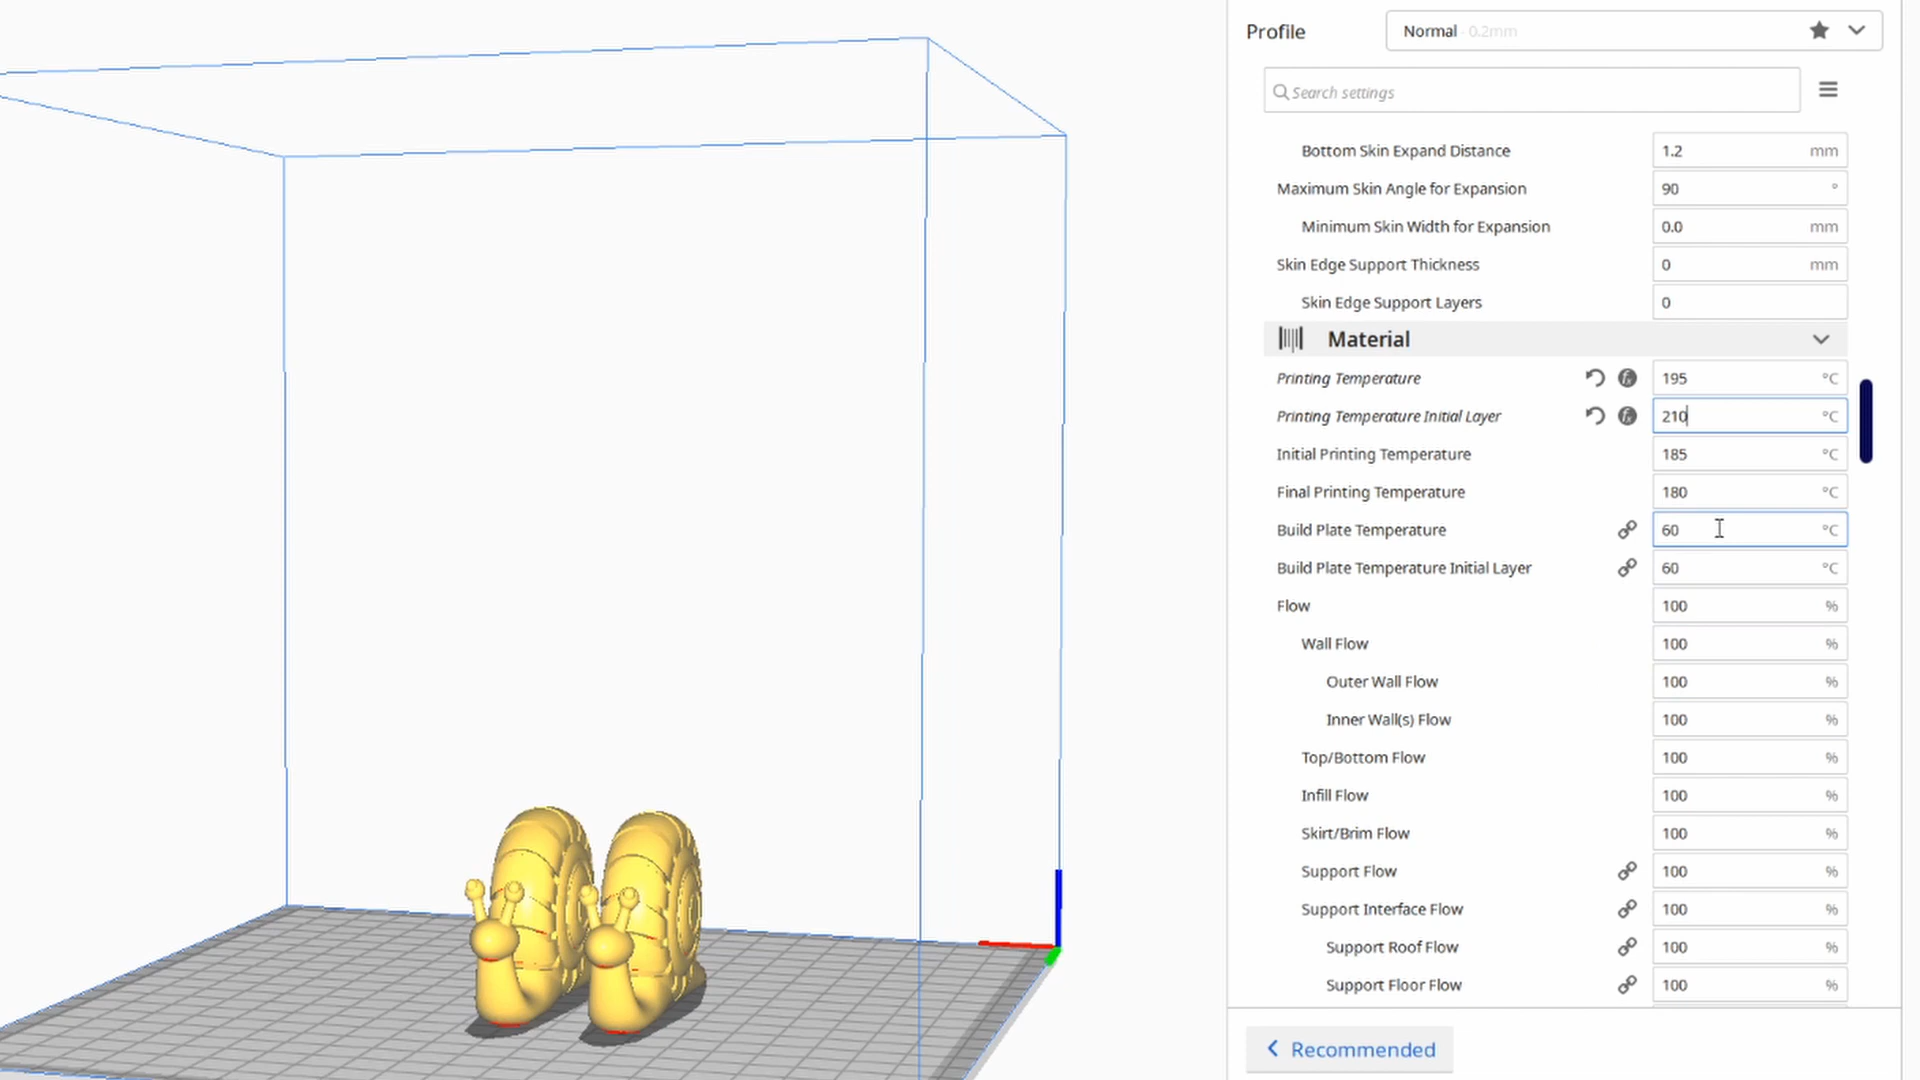 Profile Normal - 0.2mm
Search settings
Bottom Skin Expand Distance 1.2 mm
Maximum Skin Angle for Expansion 90 °
Minimum Skin Width for Expansion 0.0 mm
Skin Edge Support Thickness 0 mm
Skin Edge Support Layers 0
Material
Printing Temperature 195 °C
Printing Temperature Initial Layer 210 °C
Initial Printing Temperature 185 °C
Final Printing Temperature 180 °C
Build Plate Temperature 60 °C
Build Plate Temperature Initial Layer 60 °C
Flow 100 %
Wall Flow 100 %
Outer Wall Flow 100 %
Inner Wall(s) Flow 100 %
Top/Bottom Flow 100 %
Infill Flow 100 %
Skirt/Brim Flow 100 %
Support Flow 100 %
Support Interface Flow 100 %
Support Roof Flow 100 %
Support Floor Flow 100 %
Recommended